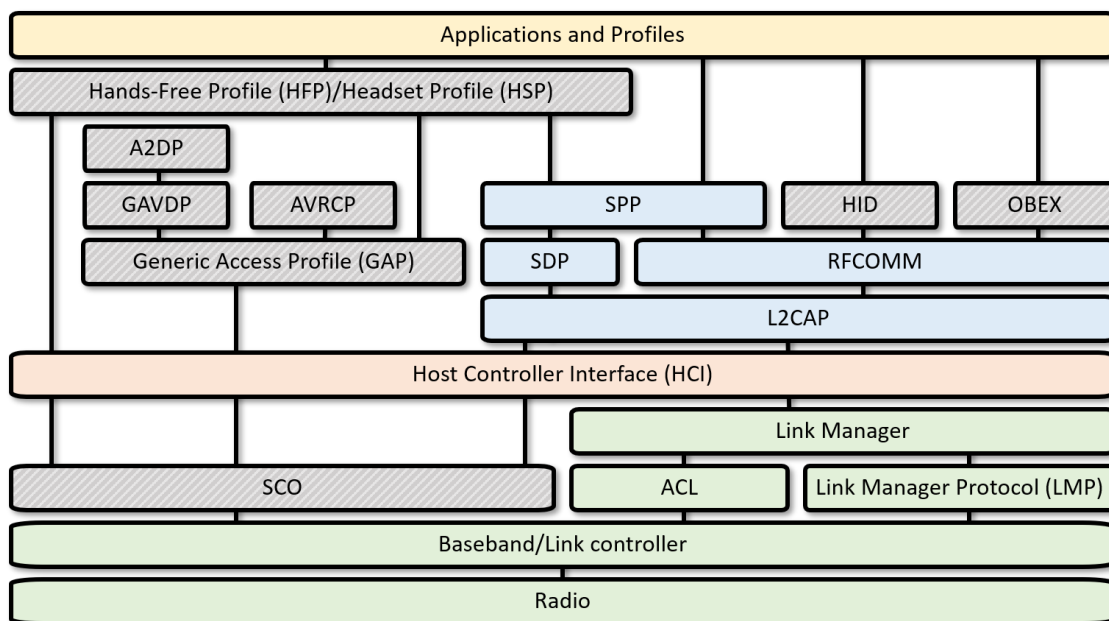 Applications and Profiles
Hands-Free Profile (HFP)/Headset Profile (HSP)
A2DP
GAVDP
AVRCP
SPP
HID
OBEX
Generic Access Profile (GAP)
SDP
RFCOMM
L2CAP
Host Controller Interface (HCI)
Link Manager
SCO
ACL
Link Manager Protocol (LMP)
Baseband/Link controller
Radio